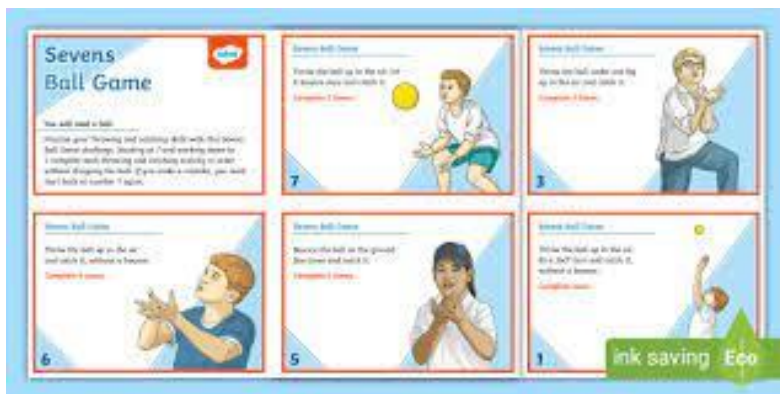 Sevens
Ball Game
You will need a ball.
Practise your throwing and catching skills with this Sevens
Ball Game challenge. Starting at 7 and working down to
1 complete each throwing and catching activity in order
without dropping the ball. If you make a mistake, you must
start back at number 7 again.
Sevens Ball Game
Throw the ball up in the air, let
it bounce once and catch it.
Complete 7 times.
7
Sevens Ball Game
Throw the ball under one leg
up in the air and catch it.
Complete 3 times.
3
Sevens Ball Game
Throw the ball up in the air
and catch it, without a bounce.
Complete 6 times.
6
Sevens Ball Game
Bounce the ball on the ground
five times and catch it.
Complete 5 times.
5
Sevens Ball Game
Throw the ball up in the air,
do a 360° turn and catch it,
without a bounce.
Complete once.
1
ink saving Eco